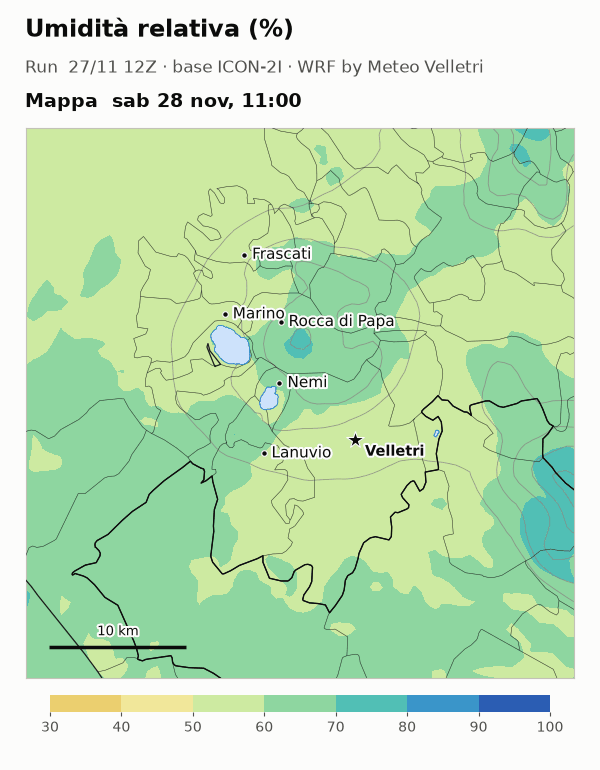 Umidità relativa (%)
Run  27/11 12Z · base ICON-2I · WRF by Meteo Velletri
Mappa  sab 28 nov, 11:00
Frascati
Marino
Rocca di Papa
Nemi
Velletri
Lanuvio
10 km
30 40 50 60 70 80 90 100